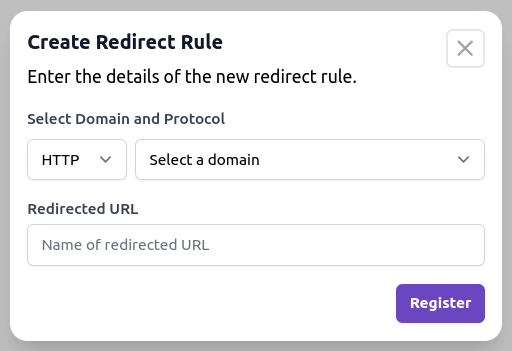 Create Redirect Rule
Enter the details of the new redirect rule.
Select Domain and Protocol
HTTP Select a domain
Redirected URL
Name of redirected URL
Register